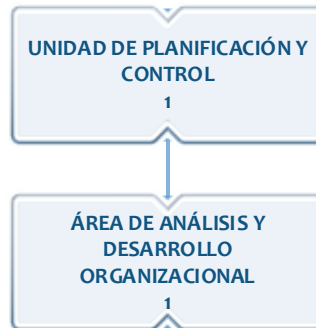 UNIDAD DE PLANIFICACIÓN Y
CONTROL
1
ÁREA DE ANÁLISIS Y
DESARROLLO
ORGANIZACIONAL
1